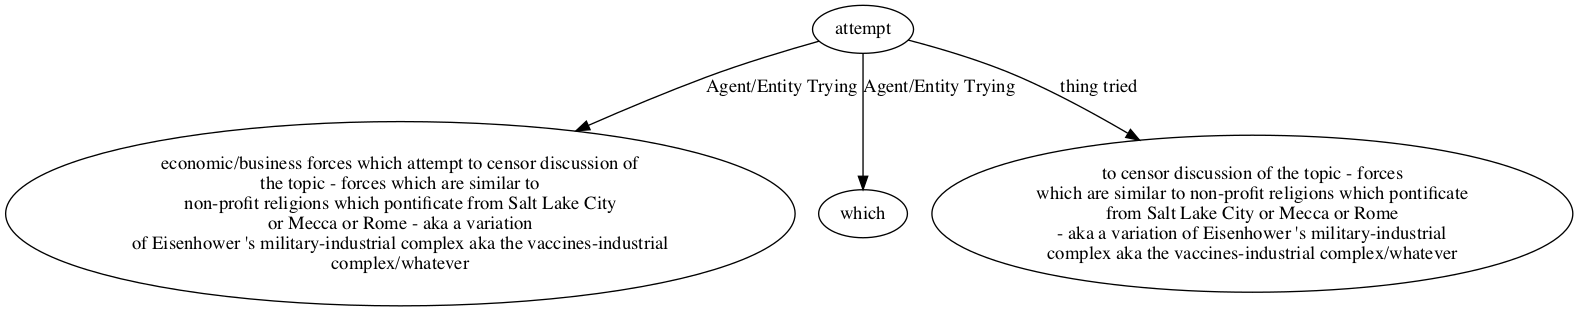 attempt
Agent/Entity Trying
Agent/Entity Trying
thing tried
economic/business forces which attempt to censor discussion of
the topic - forces which are similar to
non-profit religions which pontificate from Salt Lake City
or Mecca or Rome - aka a variation
of Eisenhower 's military-industrial complex aka the vaccines-industrial
complex/whatever
which
to censor discussion of the topic - forces
which are similar to non-profit religions which pontificate
from Salt Lake City or Mecca or Rome
- aka a variation of Eisenhower 's military-industrial
complex aka the vaccines-industrial complex/whatever